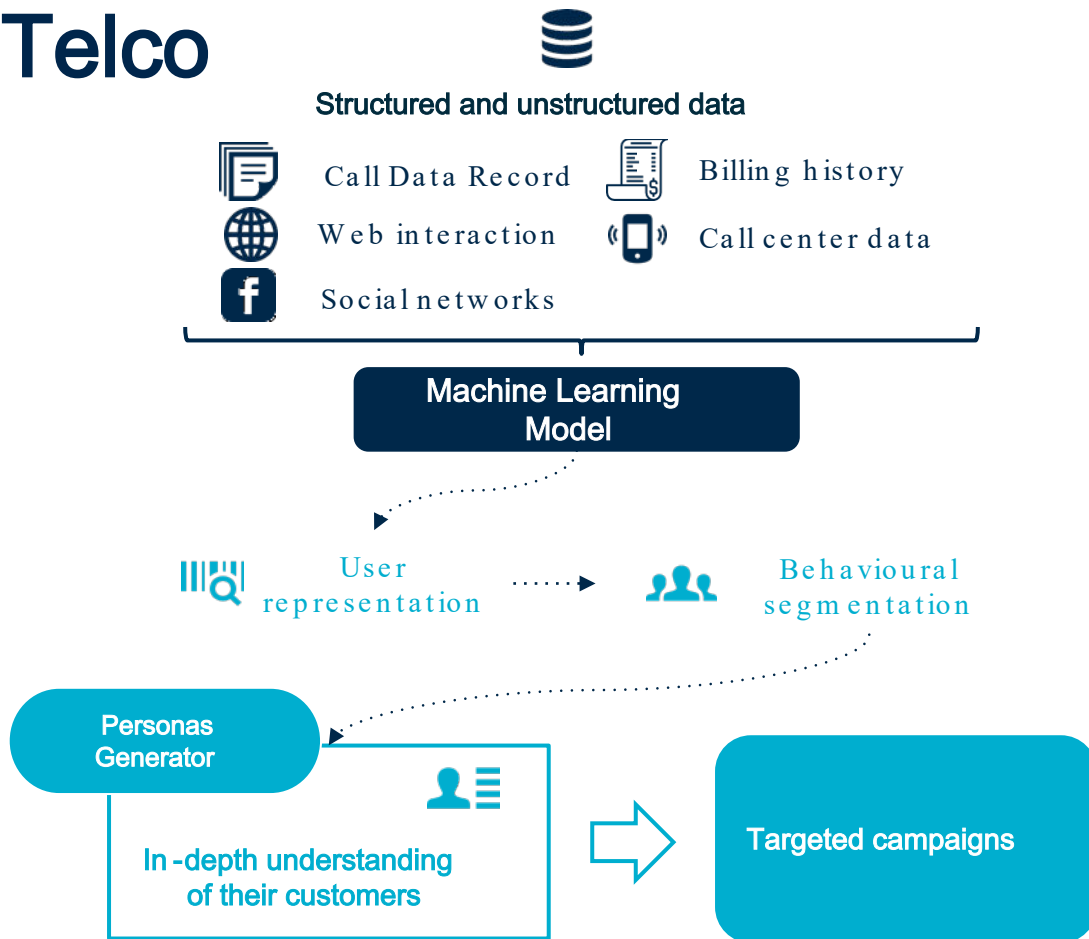 Telco
Structured and unstructured data
Call Data Record
Billing history
Web interaction
Call center data
Social networks
Machine Learning
Model
User
representation
Behavioural
segmentation
Personas
Generator
In-depth understanding
of their customers
Targeted campaigns